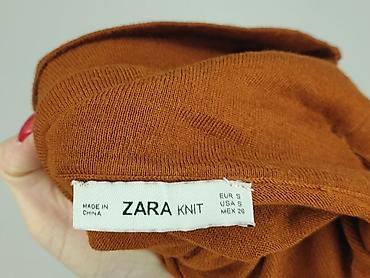 MADE IN
CHINA
ZARA KNIT
EUR S
USA S
MEX 26